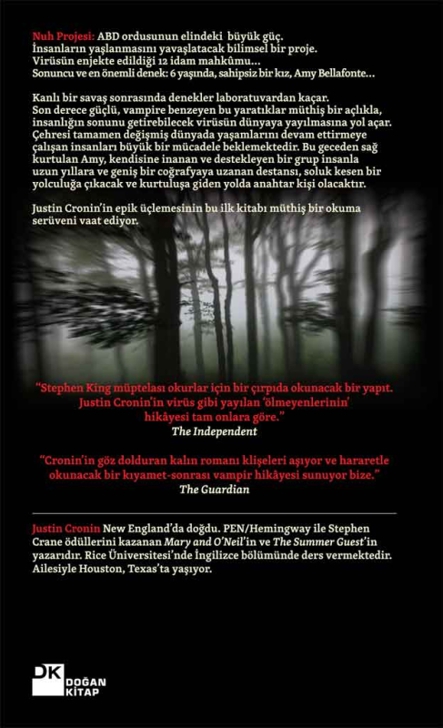 Nuh Projesi: ABD ordusunun elindeki büyük güç.
İnsanların yaşlanmasını yavaşlatacak bilimsel bir proje.
Virüsün enjekte edildiği 12 idam mahkûmu...
Sonuncu ve en önemli denek: 6 yaşında, sahipsiz bir kız, Amy Bellafonte...
Kanlı bir savaş sonrasında denekler laboratuvardan kaçar.
Son derece güçlü, vampire benzeyen bu yaratıklar müthiş bir açlıkla,
insanlığın sonunu getirebilecek virüsün dünyaya yayılmasına yol açar.
Çehresi tamamen değişmiş dünyada yaşamlarını devam ettirmeye
çalışan insanları büyük bir mücadele beklemektedir. Bu geceden sağ
kurtulan Amy, kendisine inanan ve destekleyen bir grup insanla
uzun yıllara ve geniş bir coğrafyaya uzanan destansı, soluk kesen bir
yolculuğa çıkacak ve kurtuluşa giden yolda anahtar kişi olacaktır.
Justin Cronin'in epik üçlemesinin bu ilk kitabı müthiş bir okuma
serüveni vaat ediyor.
"Stephen King müptelası okurlar için bir çırpıda okunacak bir yapıt.
Justin Cronin'in virüs gibi yayılan 'ölmeyenlerinin'
hikâyesi tam onlara göre."
The Independent
"Cronin'in göz dolduran kalın romanı klişeleri aşıyor ve hararetle
okunacak bir kıyamet-sonrası vampir hikâyesi sunuyor bize."
The Guardian
Justin Cronin New England'da doğdu. PEN/Hemingway ile Stephen
Crane ödüllerini kazanan Mary and O'Neil'in ve The Summer Guest'in
yazarıdır. Rice Üniversitesi'nde İngilizce bölümünde ders vermektedir.
Ailesiyle Houston, Texas'ta yaşıyor.
DK
DOĞAN
KİTAP